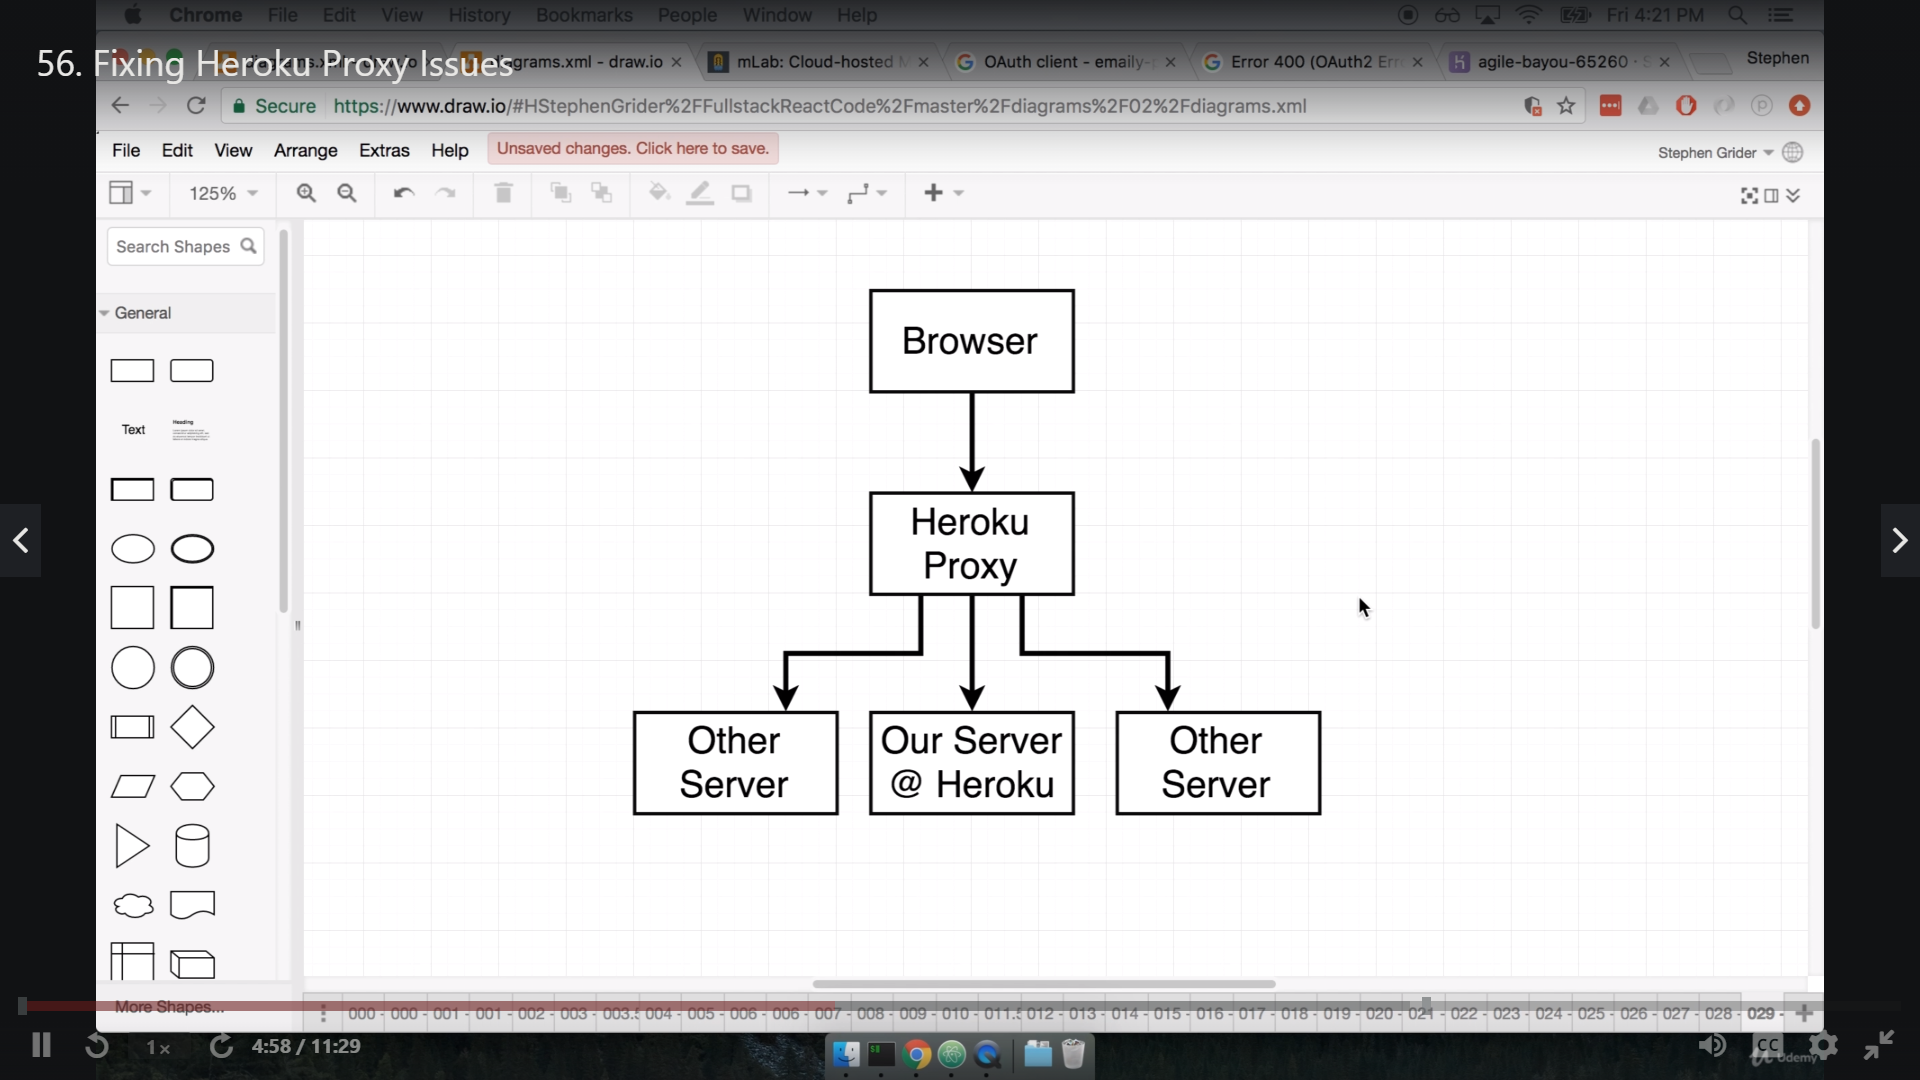 Chrome File Edit View History Bookmarks People Window Help Fri 4:21 PM
56. Fixing Heroku Proxy Issues
diagrams.xml - draw.io mLab: Cloud-hosted M OAuth client - emaily- Error 400 (OAuth2 Err agile-bayou-65260 · S Stephen
Secure https://www.draw.io/#HStephenGrider%2FFullstackReactCode%2Fmaster%2Fdiagrams%2F02%2Fdiagrams.xml
File Edit View Arrange Extras Help Unsaved changes. Click here to save. Stephen Grider
125%
Search Shapes
General
Text
Heading
Browser
Heroku
Proxy
Other
Server
Our Server
@ Heroku
Other
Server
More Shapes...
000 - 000 - 001 - 001 - 002 - 003 - 003.5 004 - 005 - 006 - 006 007 - 008 - 009 - 010 - 011.5 012 - 013 - 014 - 015 - 016 - 017 - 018 - 019 - 020 - 021 - 022 - 023 - 024 - 025 - 026 - 027 - 028 - 029 -
1x 4:58 / 11:29
CC
Udemy